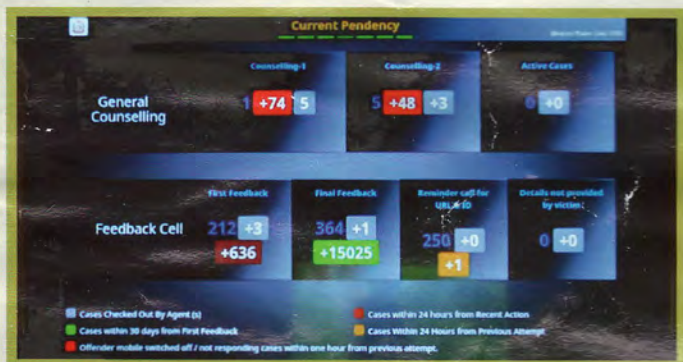 Current Pendency
Counselling-1
Counselling-2
Active Cases
General
Counselling
1 +74 5
5 +48 +3
0 +0
First Feedback
Final Feedback
Reminder call for
URL & ID
Details not provided
by victim
Feedback Cell
212 +3
+636
364 +1
+15025
250 +0
+1
0 +0
Cases Checked Out By Agent (s)
Cases within 24 hours from Recent Action
Cases within 30 days from First Feedback
Cases Within 24 Hours from Previous Attempt
Offender mobile switched off / not responding cases within one hour from previous attempt.